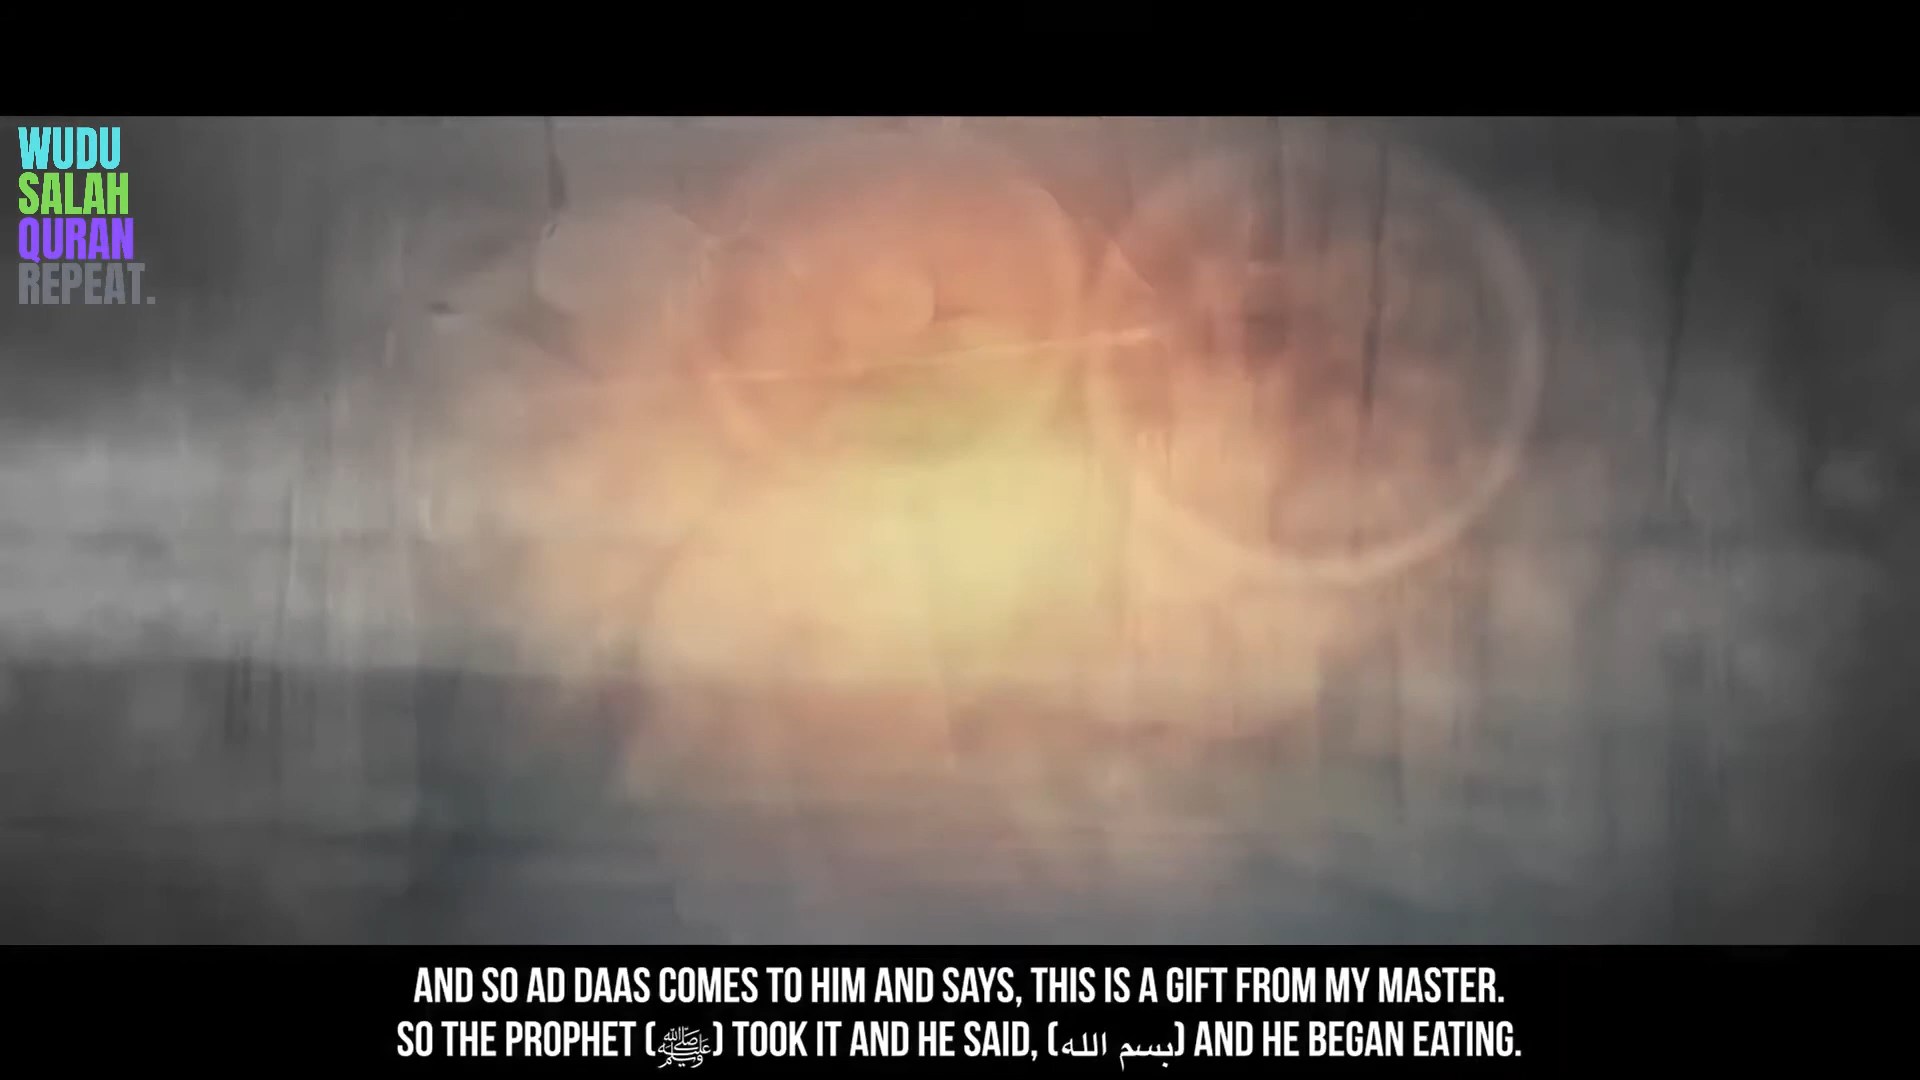 WUDU
SALAH
QURAN
REPEAT.
AND SO AD DAAS COMES TO HIM AND SAYS, THIS IS A GIFT FROM MY MASTER.
SO THE PROPHET (ﷺ) TOOK IT AND HE SAID, (بسم الله) AND HE BEGAN EATING.